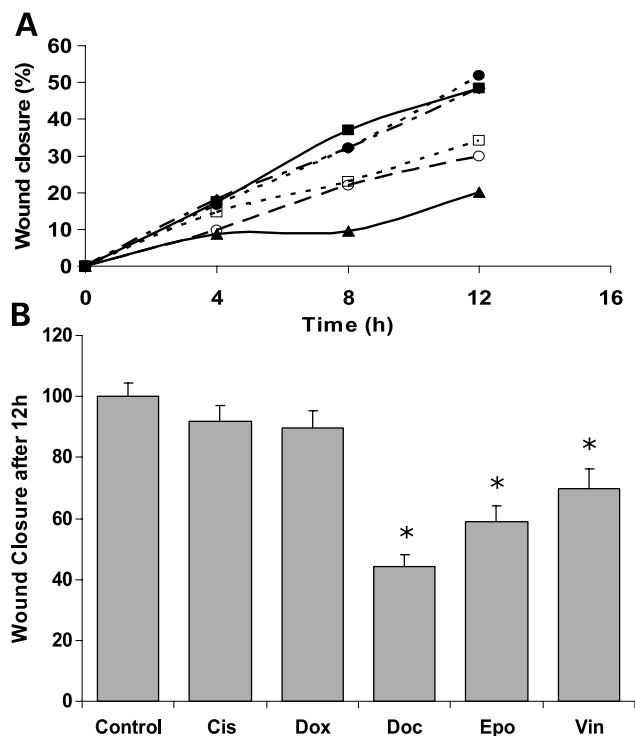 A
Wound closure (%)
60
50
40
30
20
10
0
0 4 8 12 16
Time (h)
B
Wound Closure after 12h
120
100
80
60
40
20
0
* * *
Control Cis Dox Doc Epo Vin